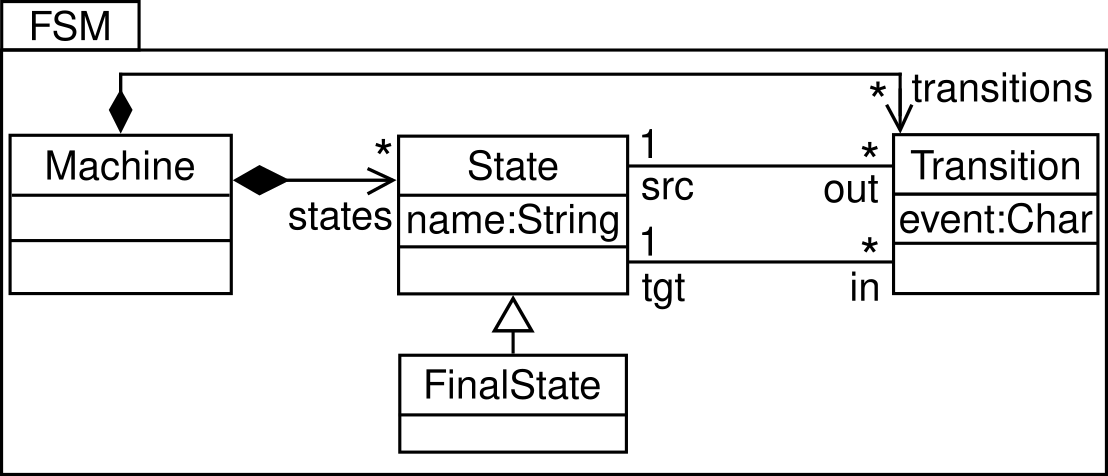 FSM
* transitions
Machine
*
states
State
name:String
1
src
*
out
1
tgt
*
in
Transition
event:Char
FinalState